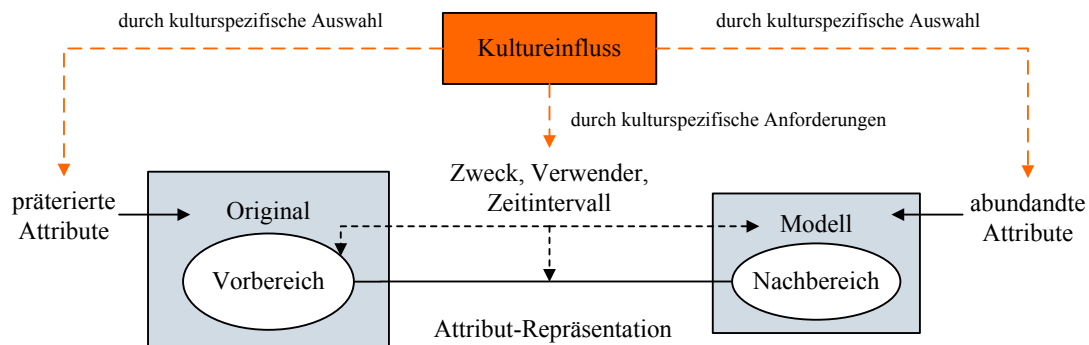 durch kulturspezifische Auswahl
durch kulturspezifische Auswahl
Kultureinfluss
durch kulturspezifische Anforderungen
Zweck, Verwender,
Zeitintervall
präterierte
Attribute
Original
Vorbereich
Modell
Nachbereich
abundandte
Attribute
Attribut-Repräsentation